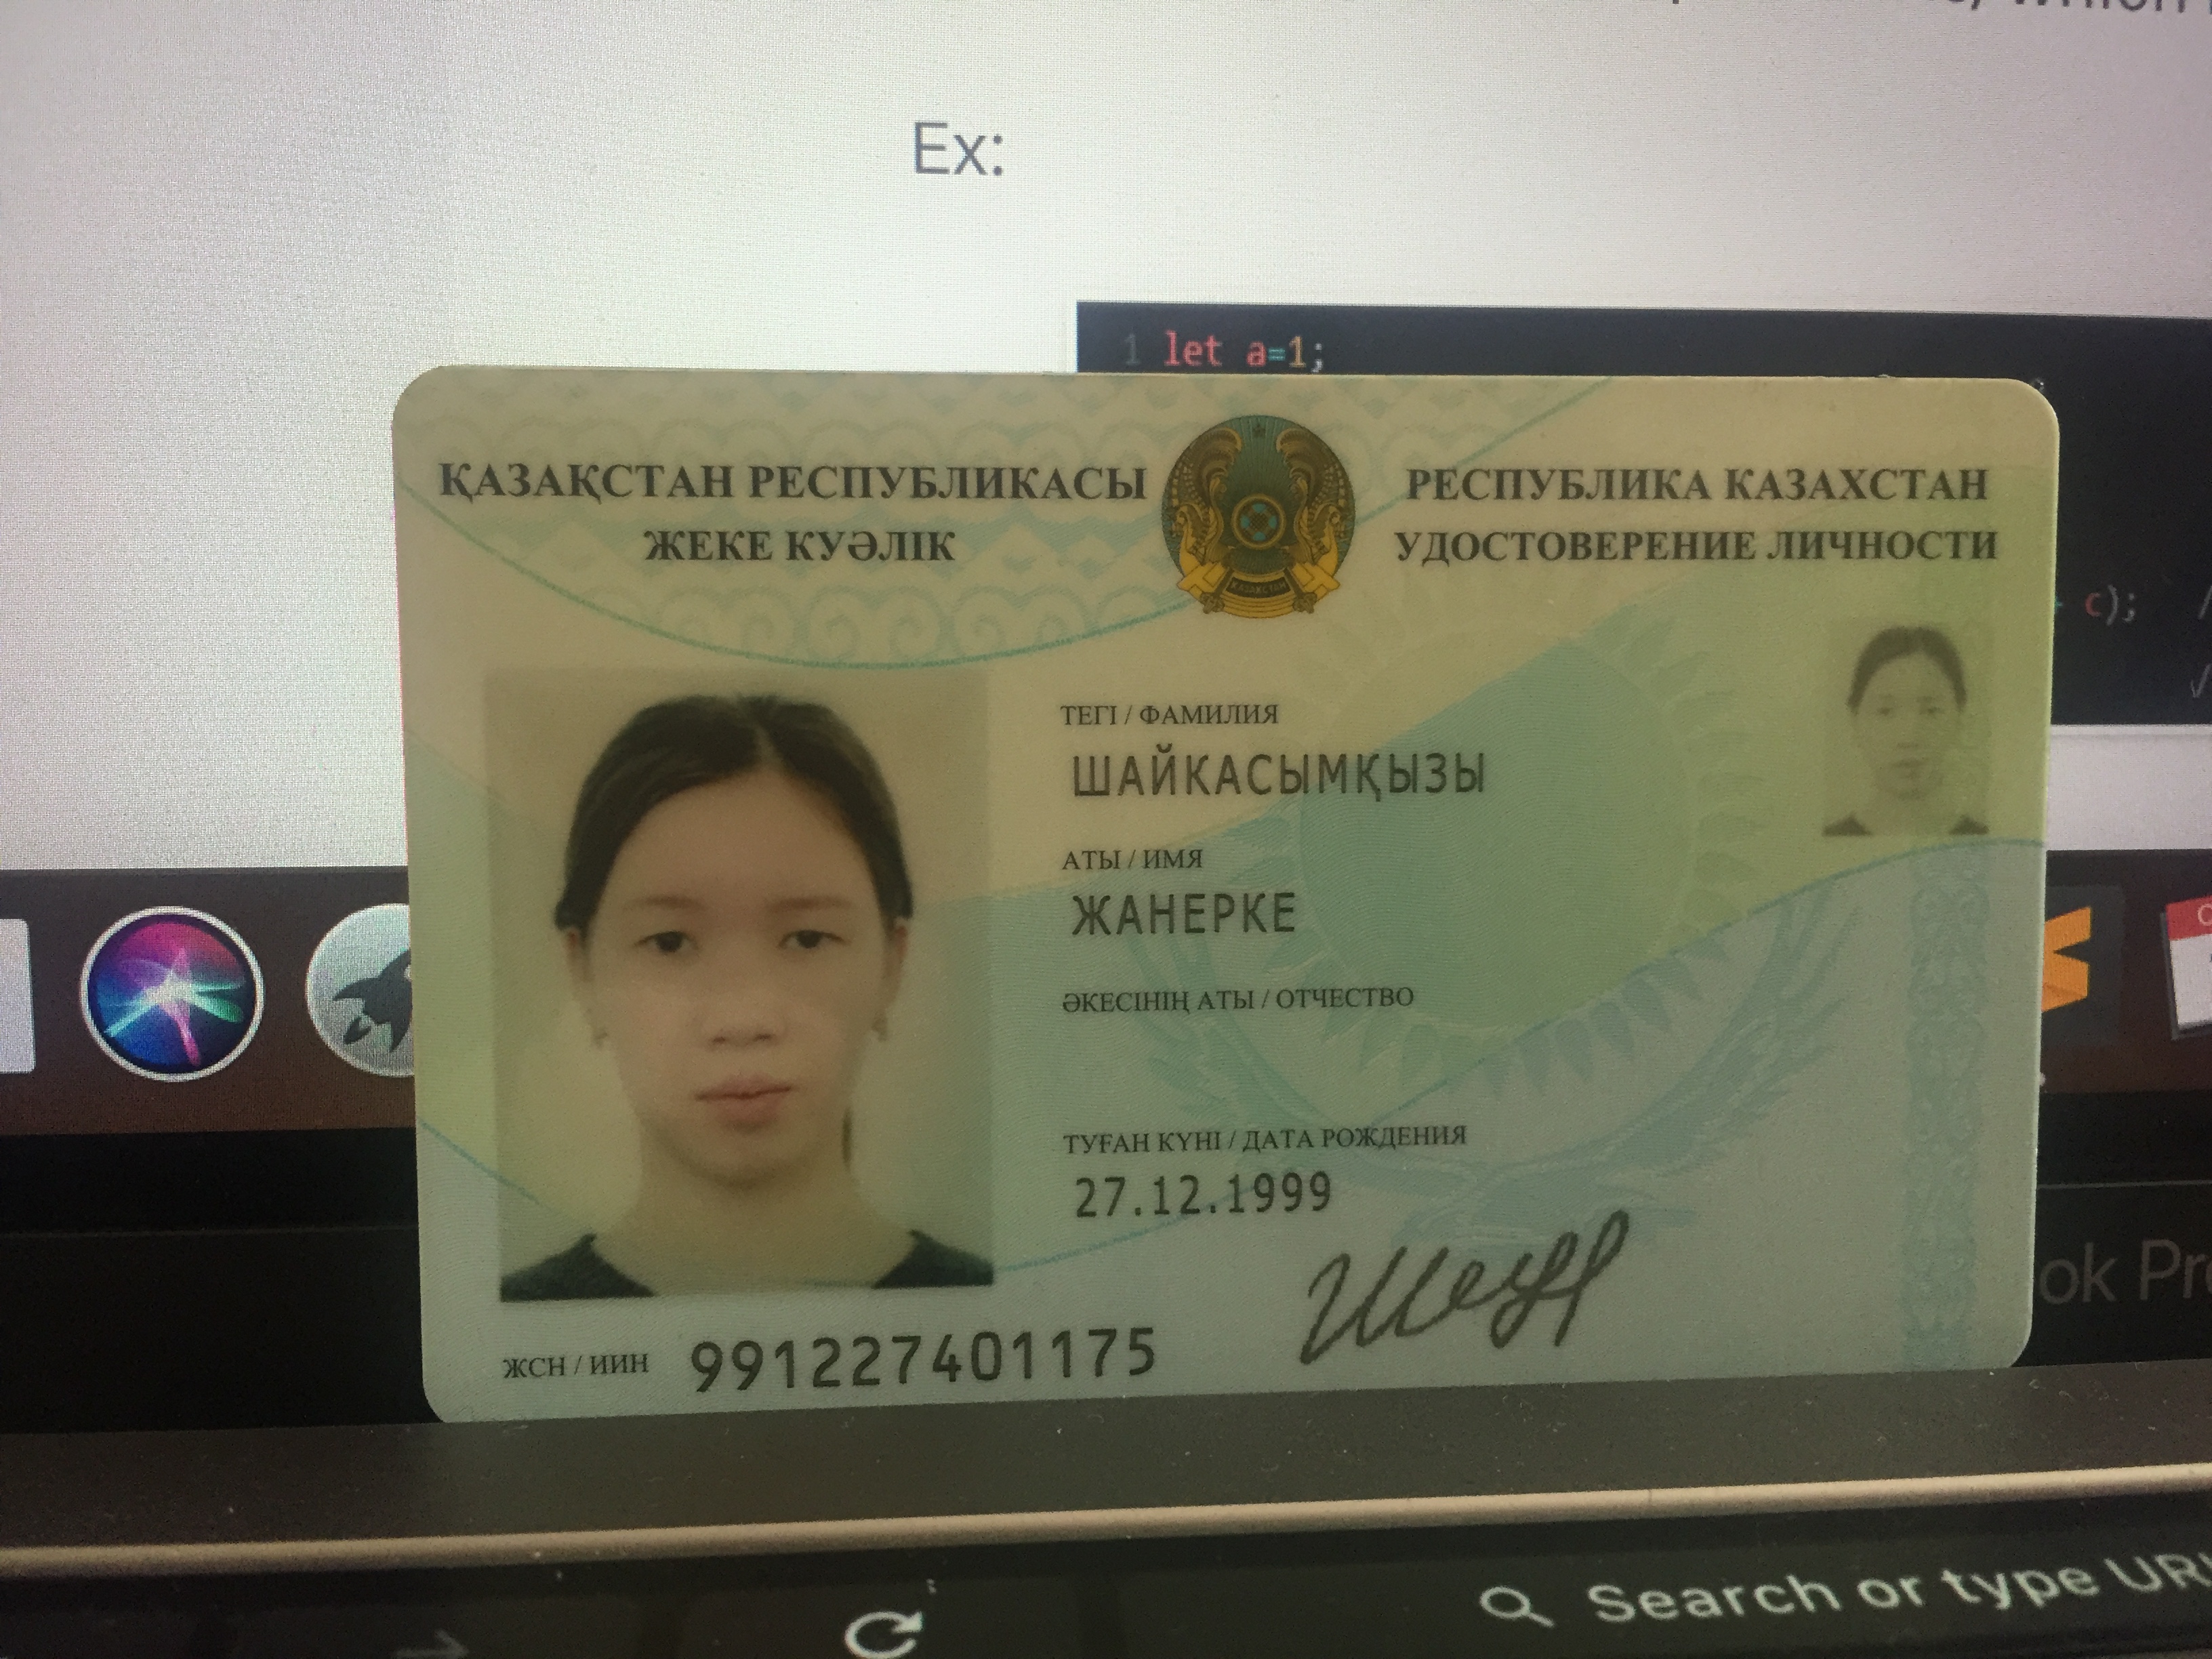 Ex:
1 let a=1;
c);
ҚАЗАҚСТАН РЕСПУБЛИКАСЫ
ЖЕКЕ КУӘЛІК
РЕСПУБЛИКА КАЗАХСТАН
УДОСТОВЕРЕНИЕ ЛИЧНОСТИ
ҚАЗАҚСТАН
ТЕГІ / ФАМИЛИЯ
ШАЙКАСЫМҚЫЗЫ
АТЫ / ИМЯ
ЖАНЕРКЕ
ӘКЕСІНІҢ АТЫ / ОТЧЕСТВО
ТУҒАН КҮНІ / ДАТА РОЖДЕНИЯ
27.12.1999
ЖСН / ИИН 991227401175
ok Pr
Search or type UR